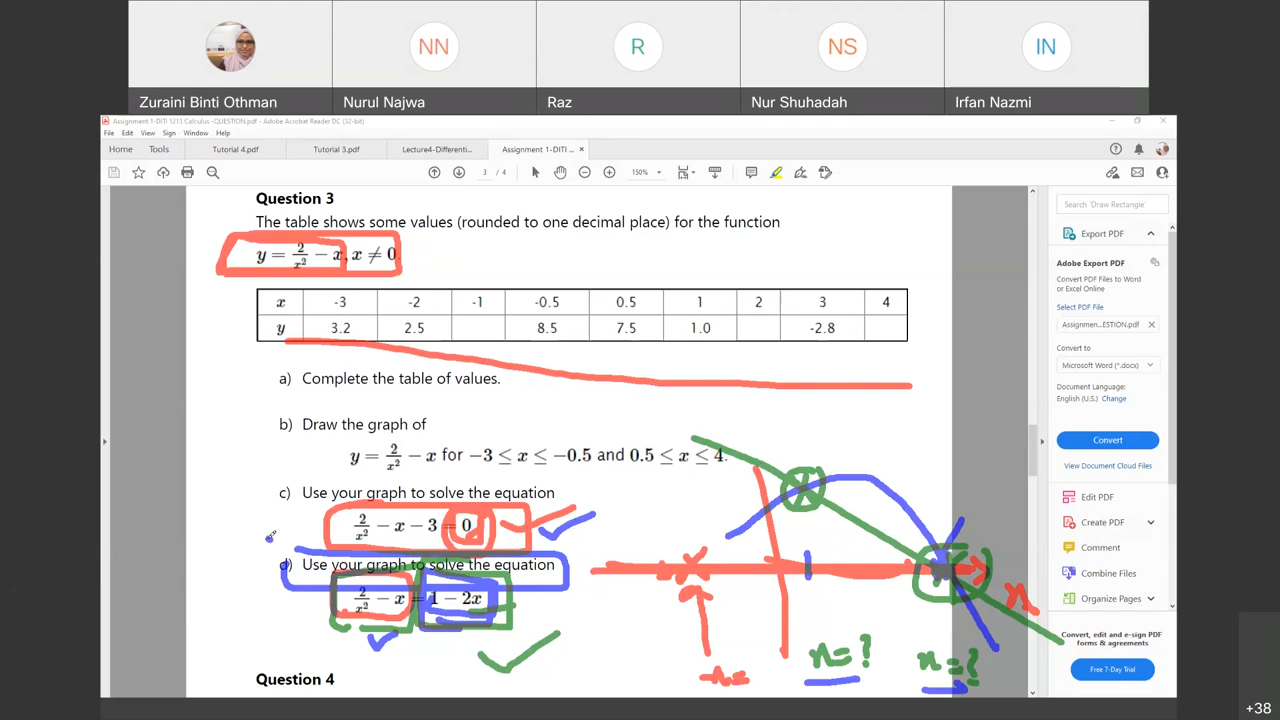 NN R NS IN
Zuraini Binti Othman Nurul Najwa Raz Nur Shuhadah Irfan Nazmi
Assignment 1-DITI 1213 Calculus -QUESTION.pdf - Adobe Acrobat Reader DC (32-bit)
File Edit View Sign Window Help
Home Tools Tutorial 4.pdf Tutorial 3.pdf Lecture4-Differenti... Assignment 1-DITI ... ×
3 / 4 150%
Search 'Draw Rectangle'
Export PDF
Adobe Export PDF
Convert PDF Files to Word
or Excel Online
Select PDF File
Assignmen...ESTION.pdf ×
Convert to
Microsoft Word (*.docx)
Document Language:
English (U.S.) Change
Convert
View Document Cloud Files
Edit PDF
Create PDF
Comment
Combine Files
Organize Pages
Convert, edit and e-sign PDF
forms & agreements
Free 7-Day Trial
Question 3
The table shows some values (rounded to one decimal place) for the function
y = 2/x² − x, x ≠ 0
x -3 -2 -1 -0.5 0.5 1 2 3 4
y 3.2 2.5 8.5 7.5 1.0 -2.8
a) Complete the table of values.
b) Draw the graph of
y = 2/x² − x for −3 ≤ x ≤ −0.5 and 0.5 ≤ x ≤ 4.
c) Use your graph to solve the equation
2/x² − x − 3 = 0
d) Use your graph to solve the equation
2/x² − x = 1 − 2x
x
x=
x=?
x=?
Question 4
+38